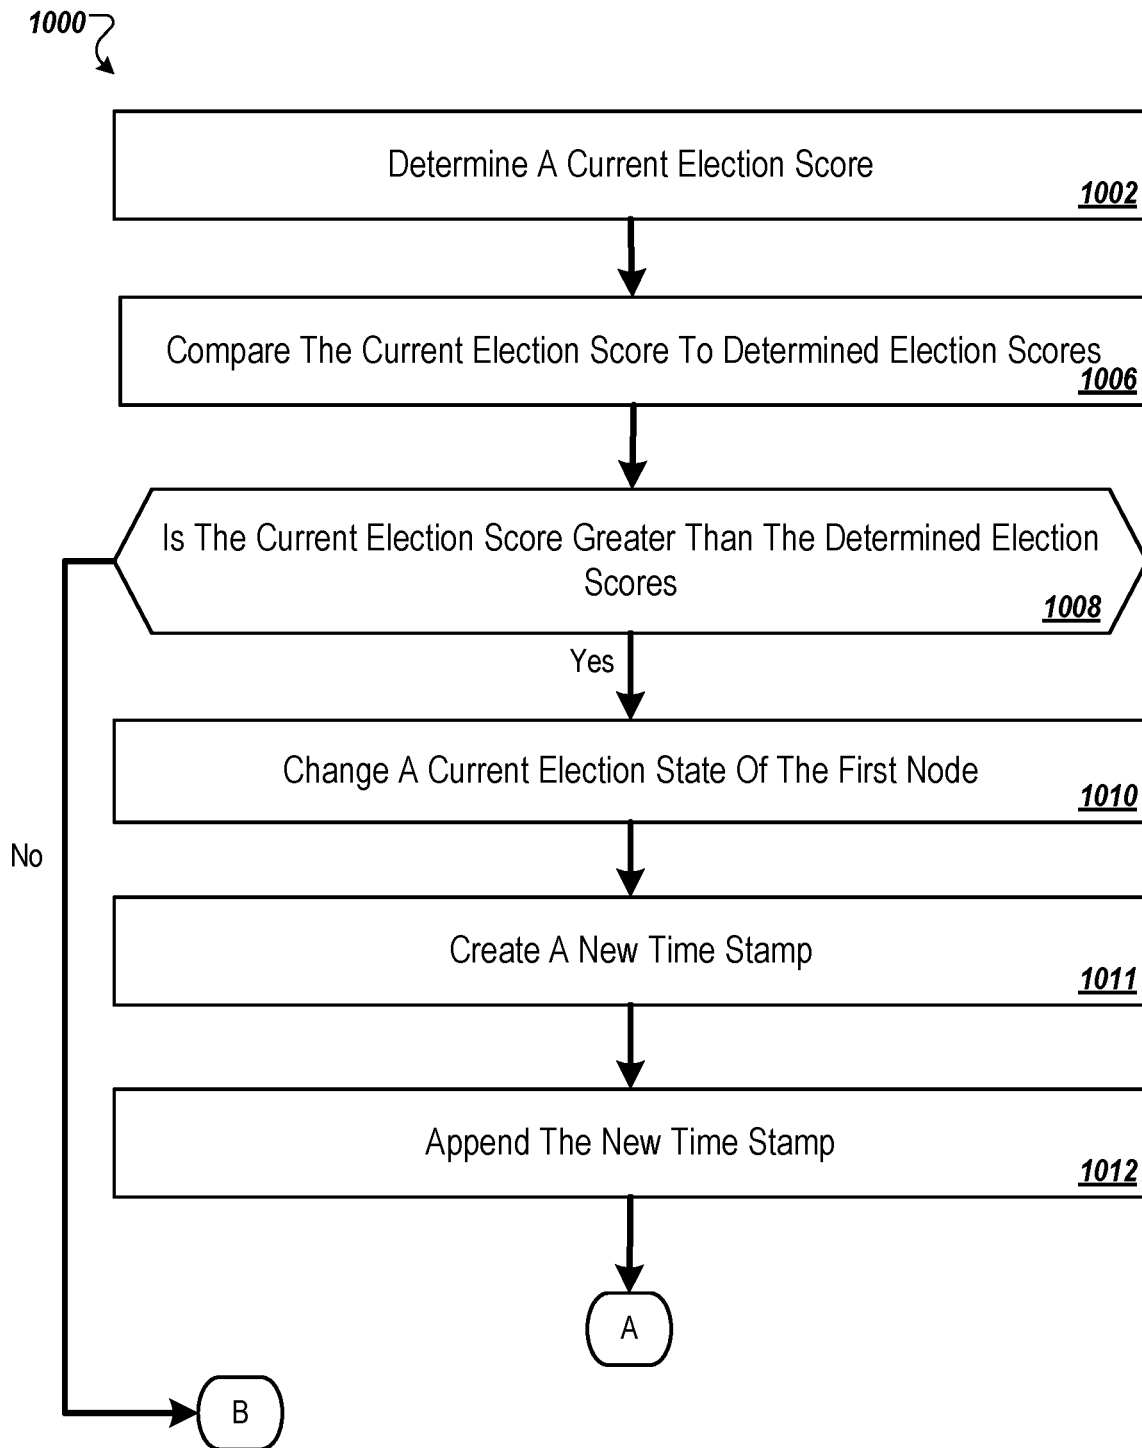 1000
Determine A Current Election Score
1002
Compare The Current Election Score To Determined Election Scores
1006
Is The Current Election Score Greater Than The Determined Election
Scores
1008
Yes
Change A Current Election State Of The First Node
1010
No
Create A New Time Stamp
1011
Append The New Time Stamp
1012
A
B